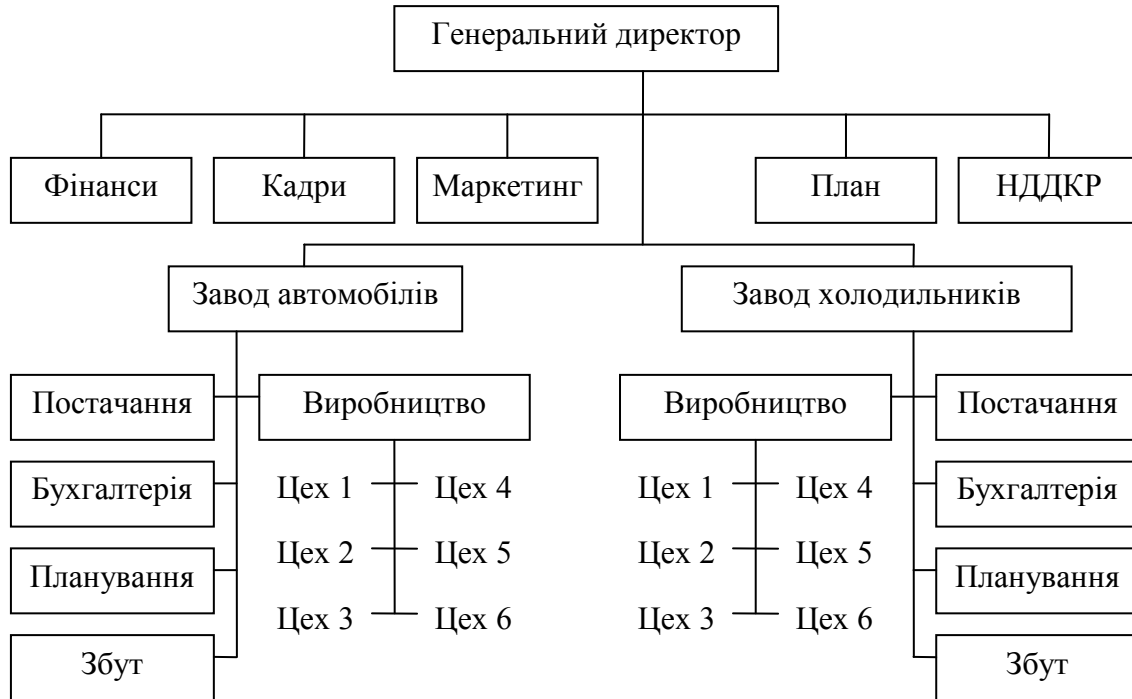 Генеральний директор
Фінанси Кадри Маркетинг План НДДКР
Завод автомобілів Завод холодильників
Постачання Виробництво Виробництво Постачання
Бухгалтерія Цех 1 Цех 4 Цех 1 Цех 4 Бухгалтерія
Планування Цех 2 Цех 5 Цех 2 Цех 5 Планування
Цех 3 Цех 6 Цех 3 Цех 6
Збут Збут